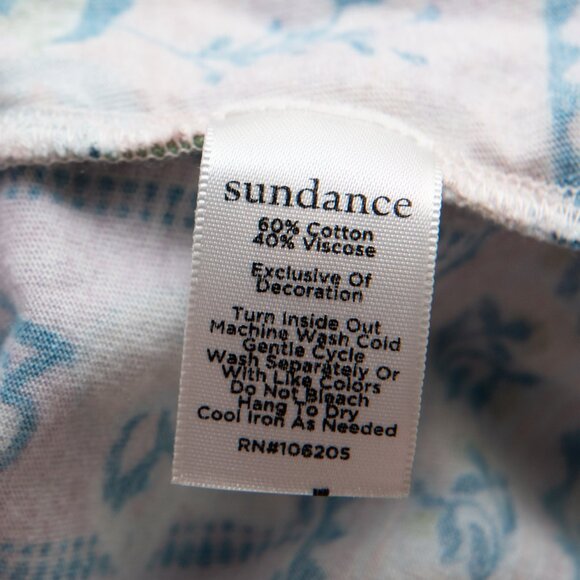 sundance
60% Cotton
40% Viscose
Exclusive Of
Decoration
Turn Inside Out
Machine Wash Cold
Gentle Cycle
Wash Separately Or
With Like Colors
Do Not Bleach
Hang To Dry
Cool Iron As Needed
RN#106205